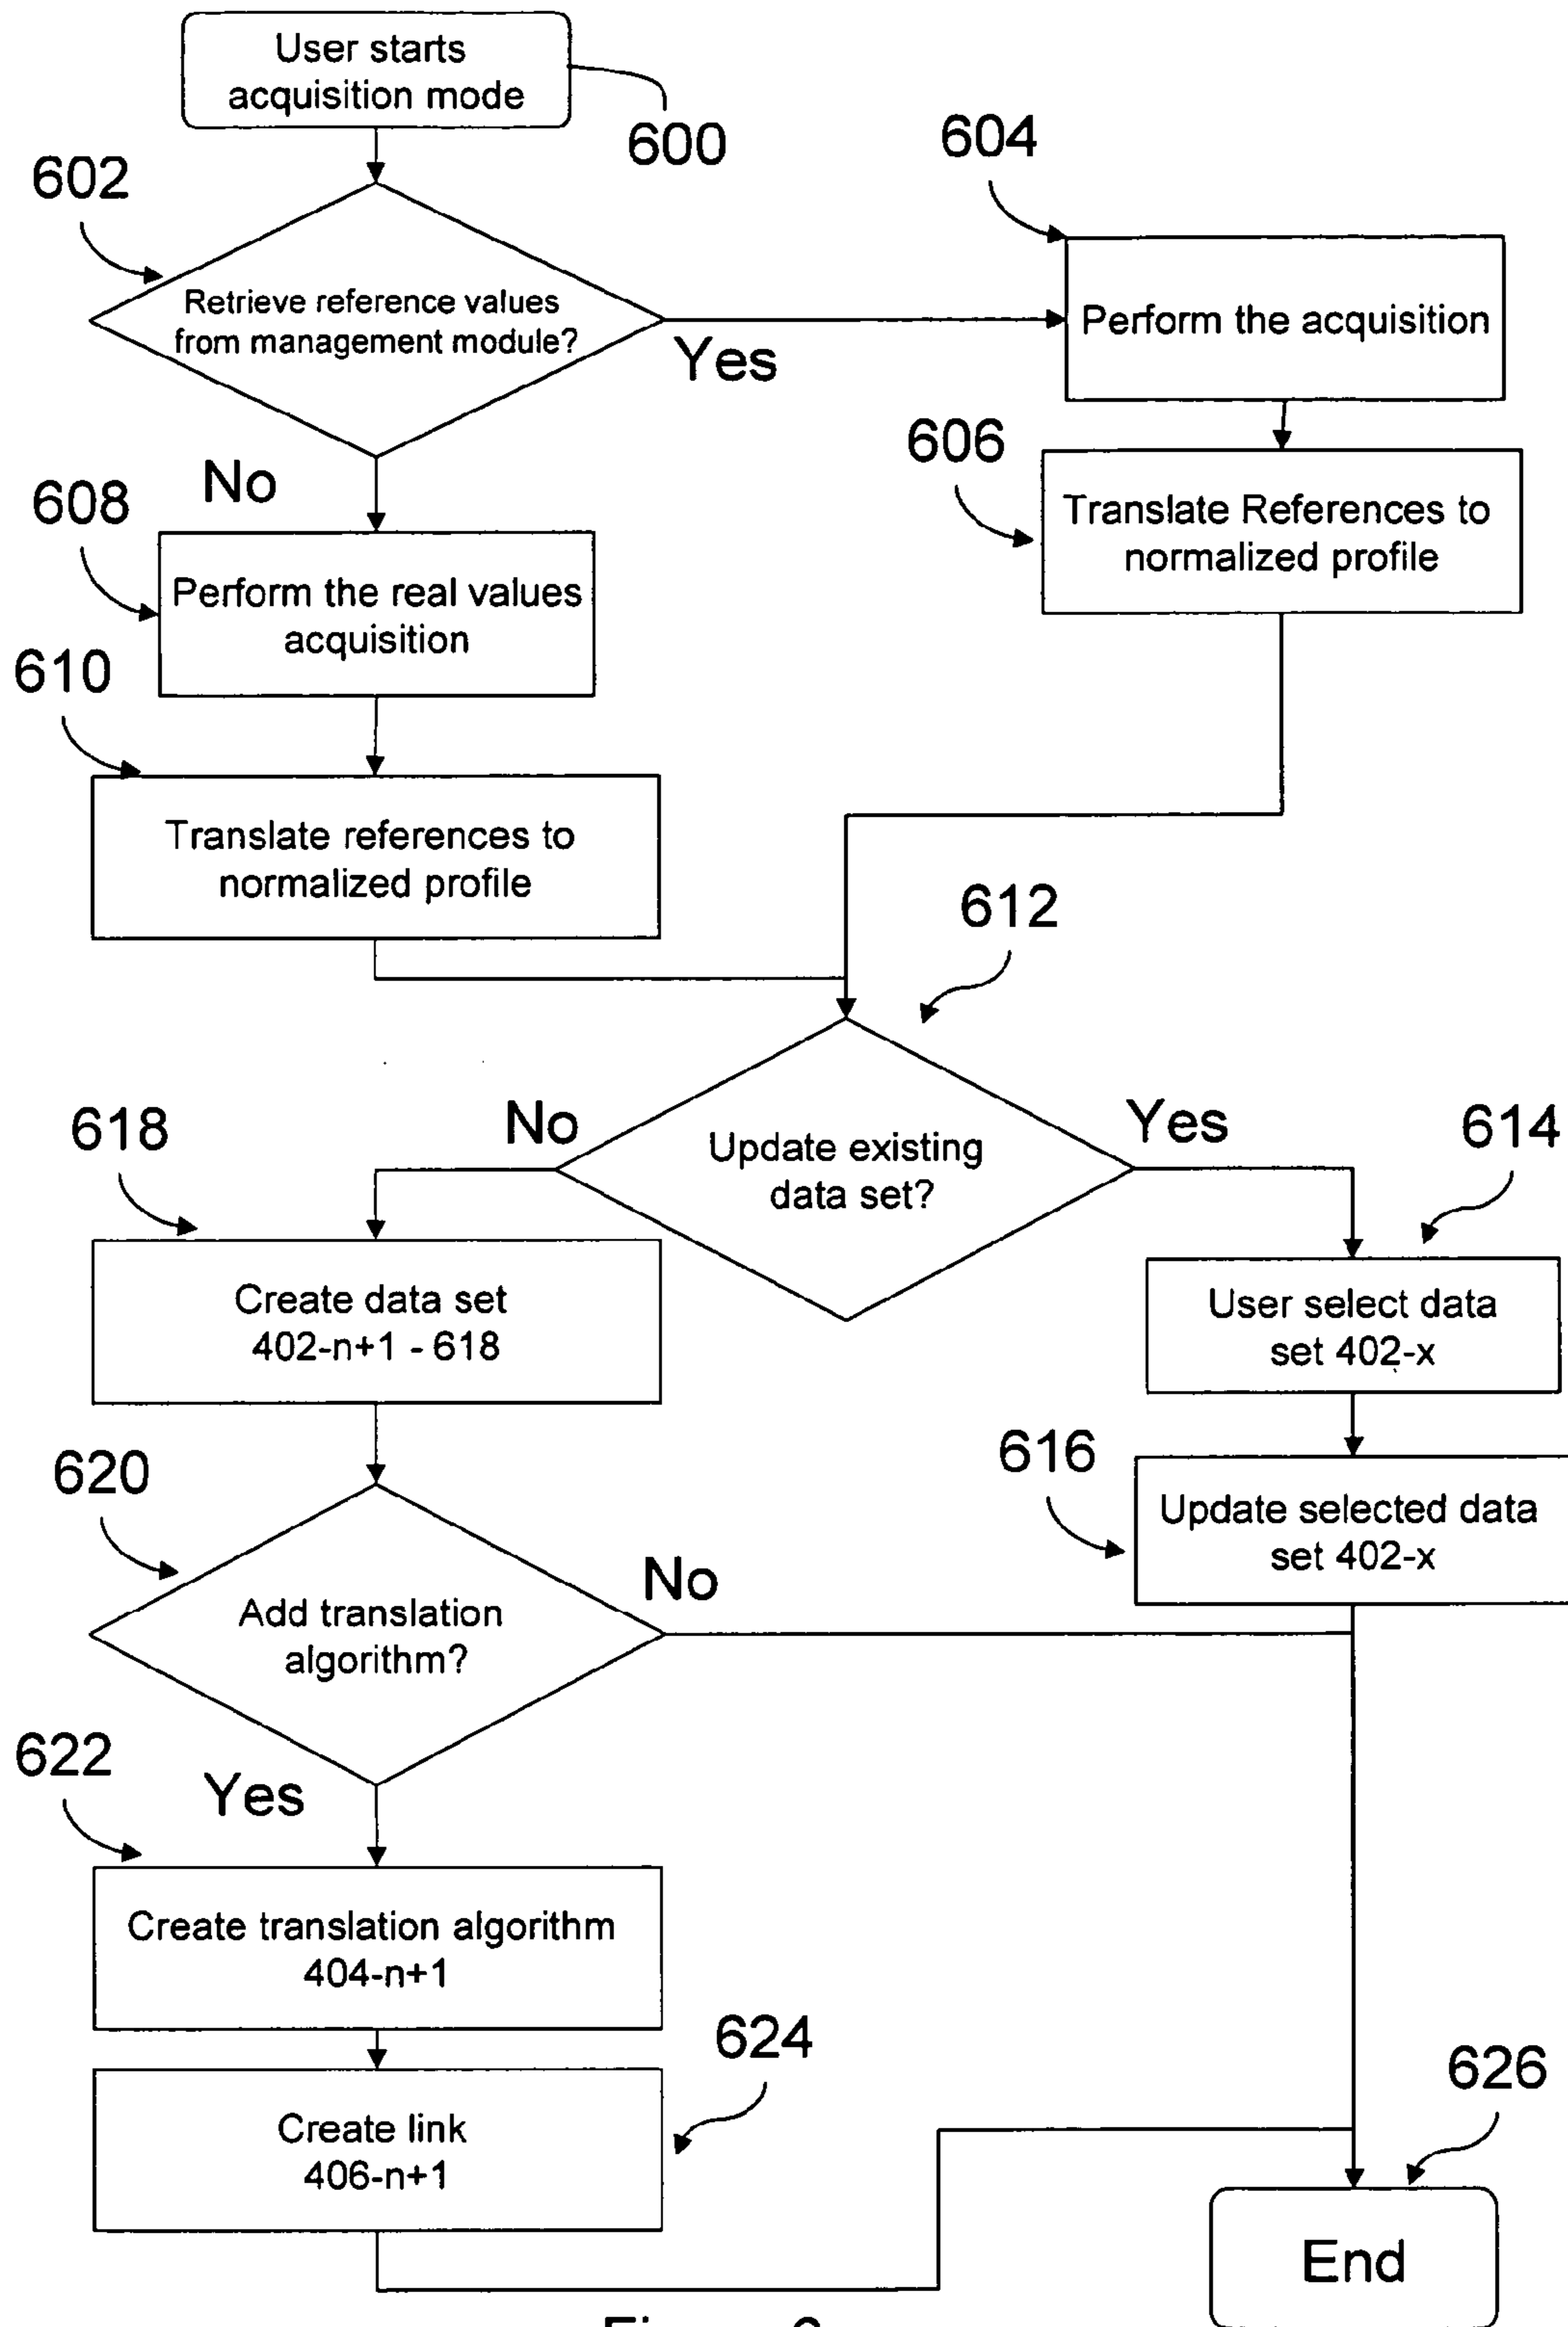 User starts
acquisition mode
600
602
604
Retrieve reference values
from management module?
Yes
Perform the acquisition
606
No
Translate References to
normalized profile
608
Perform the real values
acquisition
610
Translate references to
normalized profile
612
Update existing
data set?
No
Yes
618
614
Create data set
402-n+1 - 618
User select data
set 402-x
620
616
Update selected data
set 402-x
Add translation
algorithm?
No
622
Yes
Create translation algorithm
404-n+1
624
Create link
406-n+1
626
End